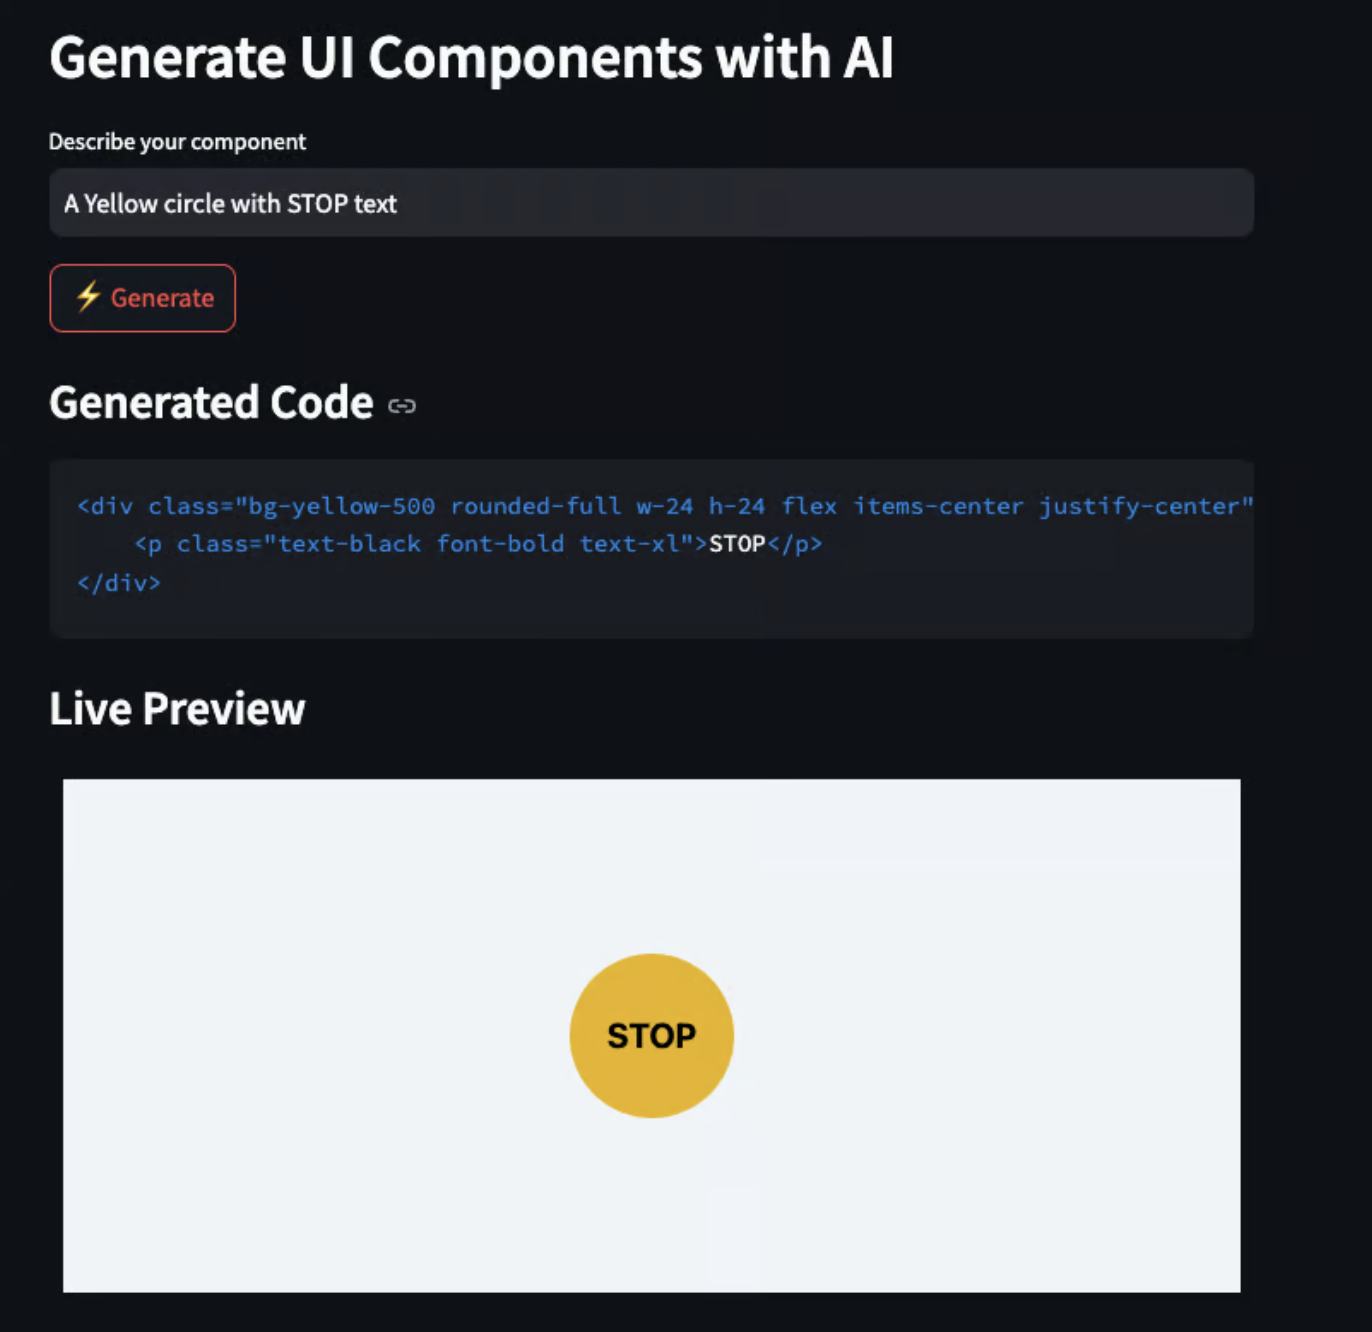 Generate UI Components with AI
Describe your component
A Yellow circle with STOP text
⚡ Generate
Generated Code
<div class="bg-yellow-500 rounded-full w-24 h-24 flex items-center justify-center"
    <p class="text-black font-bold text-xl">STOP</p>
</div>
Live Preview
STOP